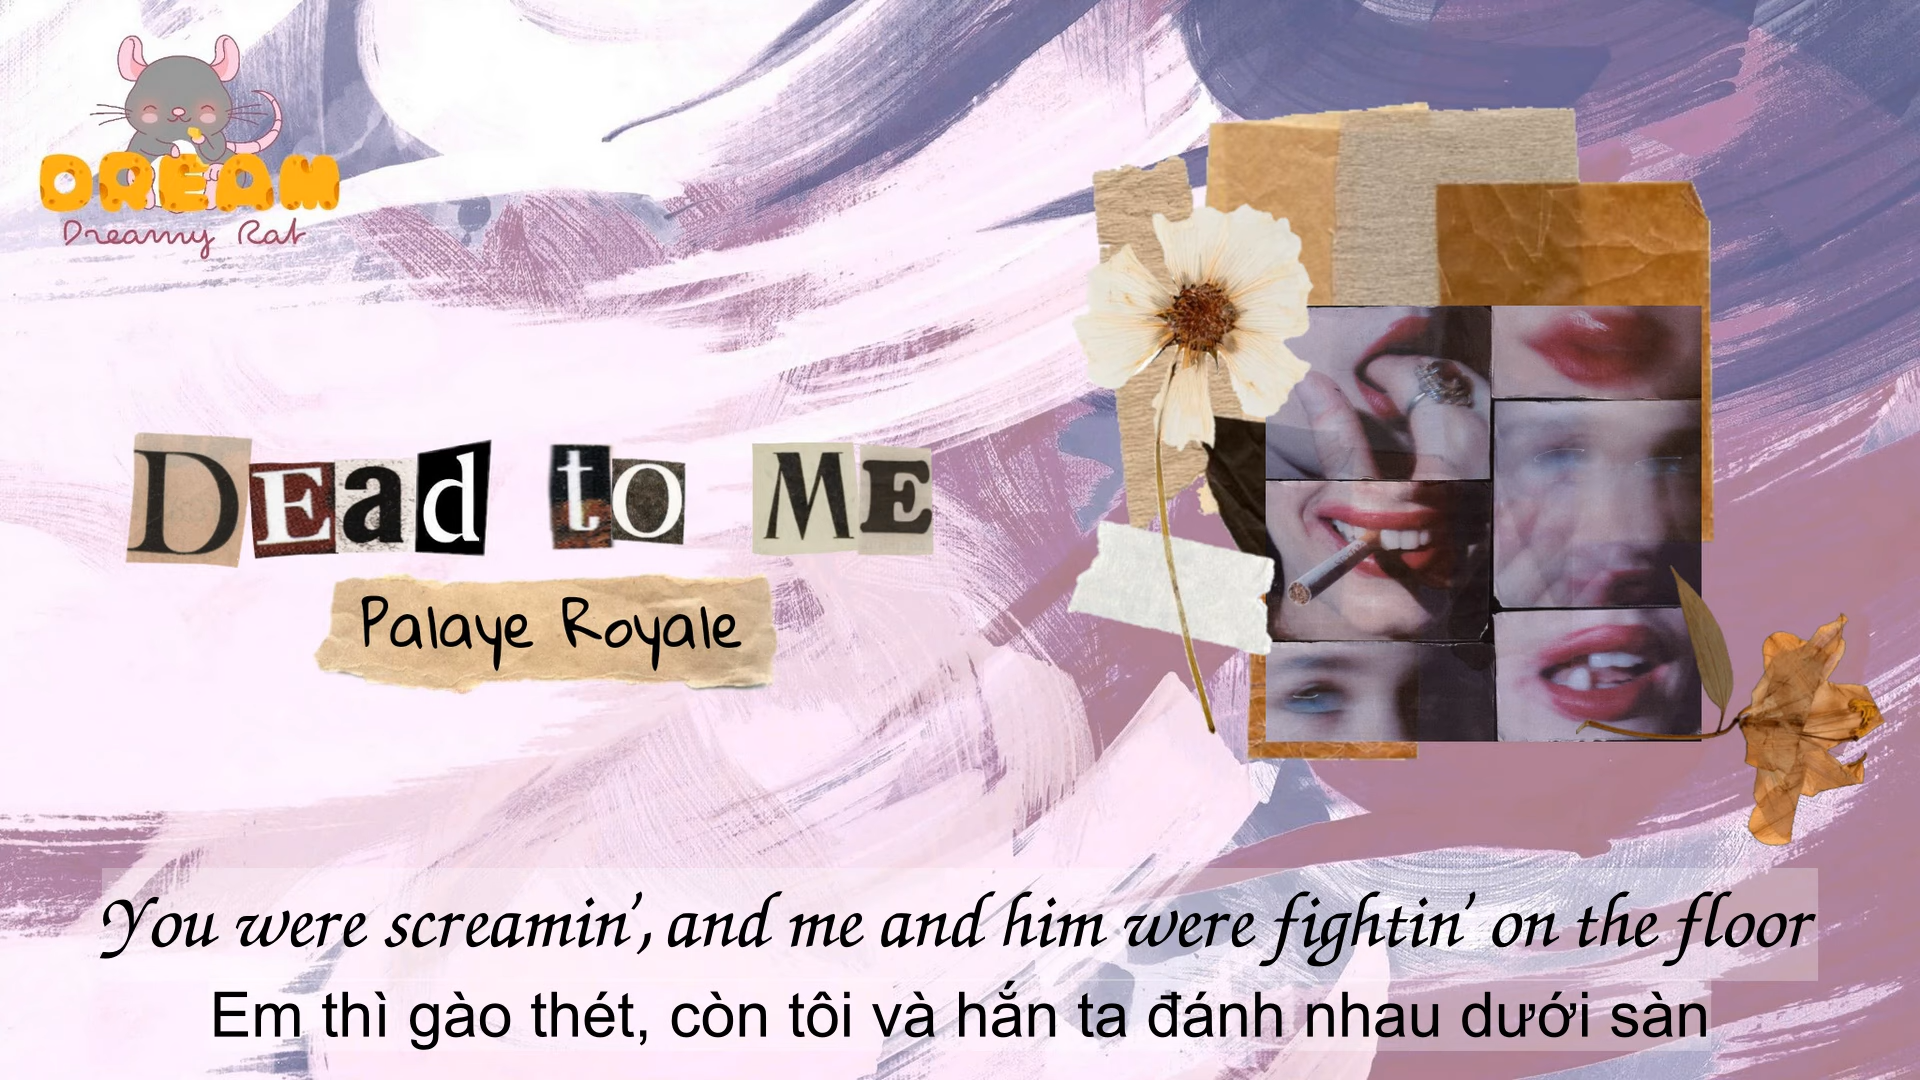 DREAM
Dreamy Rat
DEad to ME
Palaye Royale
You were screamin', and me and him were fightin' on the floor
Em thì gào thét, còn tôi và hắn ta đánh nhau dưới sàn